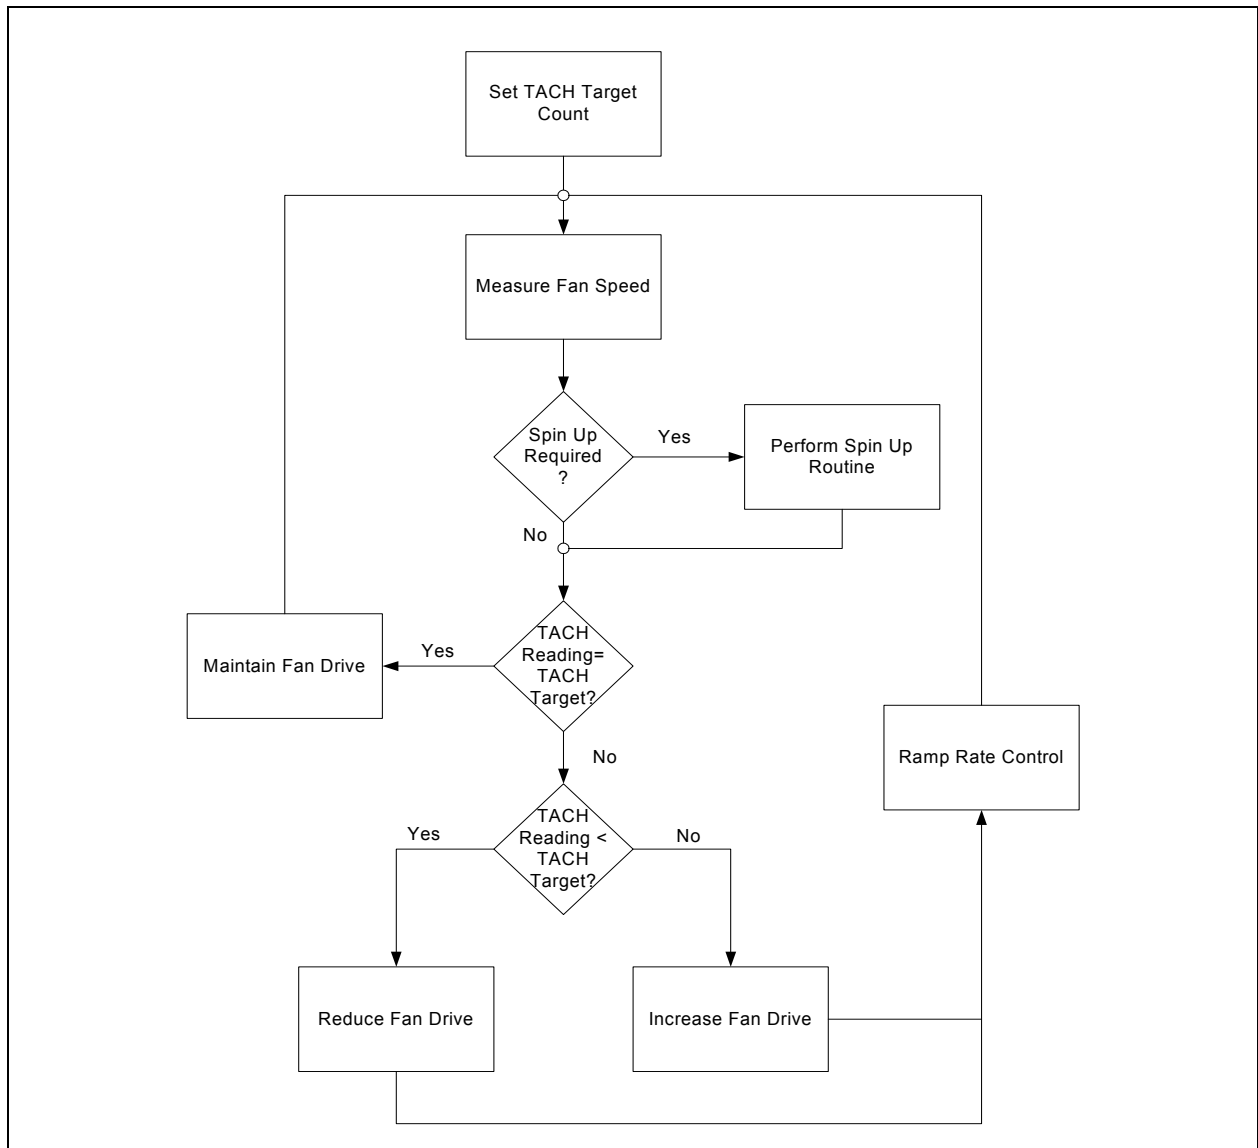 Set TACH Target
Count
Measure Fan Speed
Spin Up
Required
?
Yes
Perform Spin Up
Routine
No
TACH
Reading=
TACH
Target?
Yes
Maintain Fan Drive
No
Ramp Rate Control
TACH
Reading <
TACH
Target?
Yes
No
Reduce Fan Drive
Increase Fan Drive